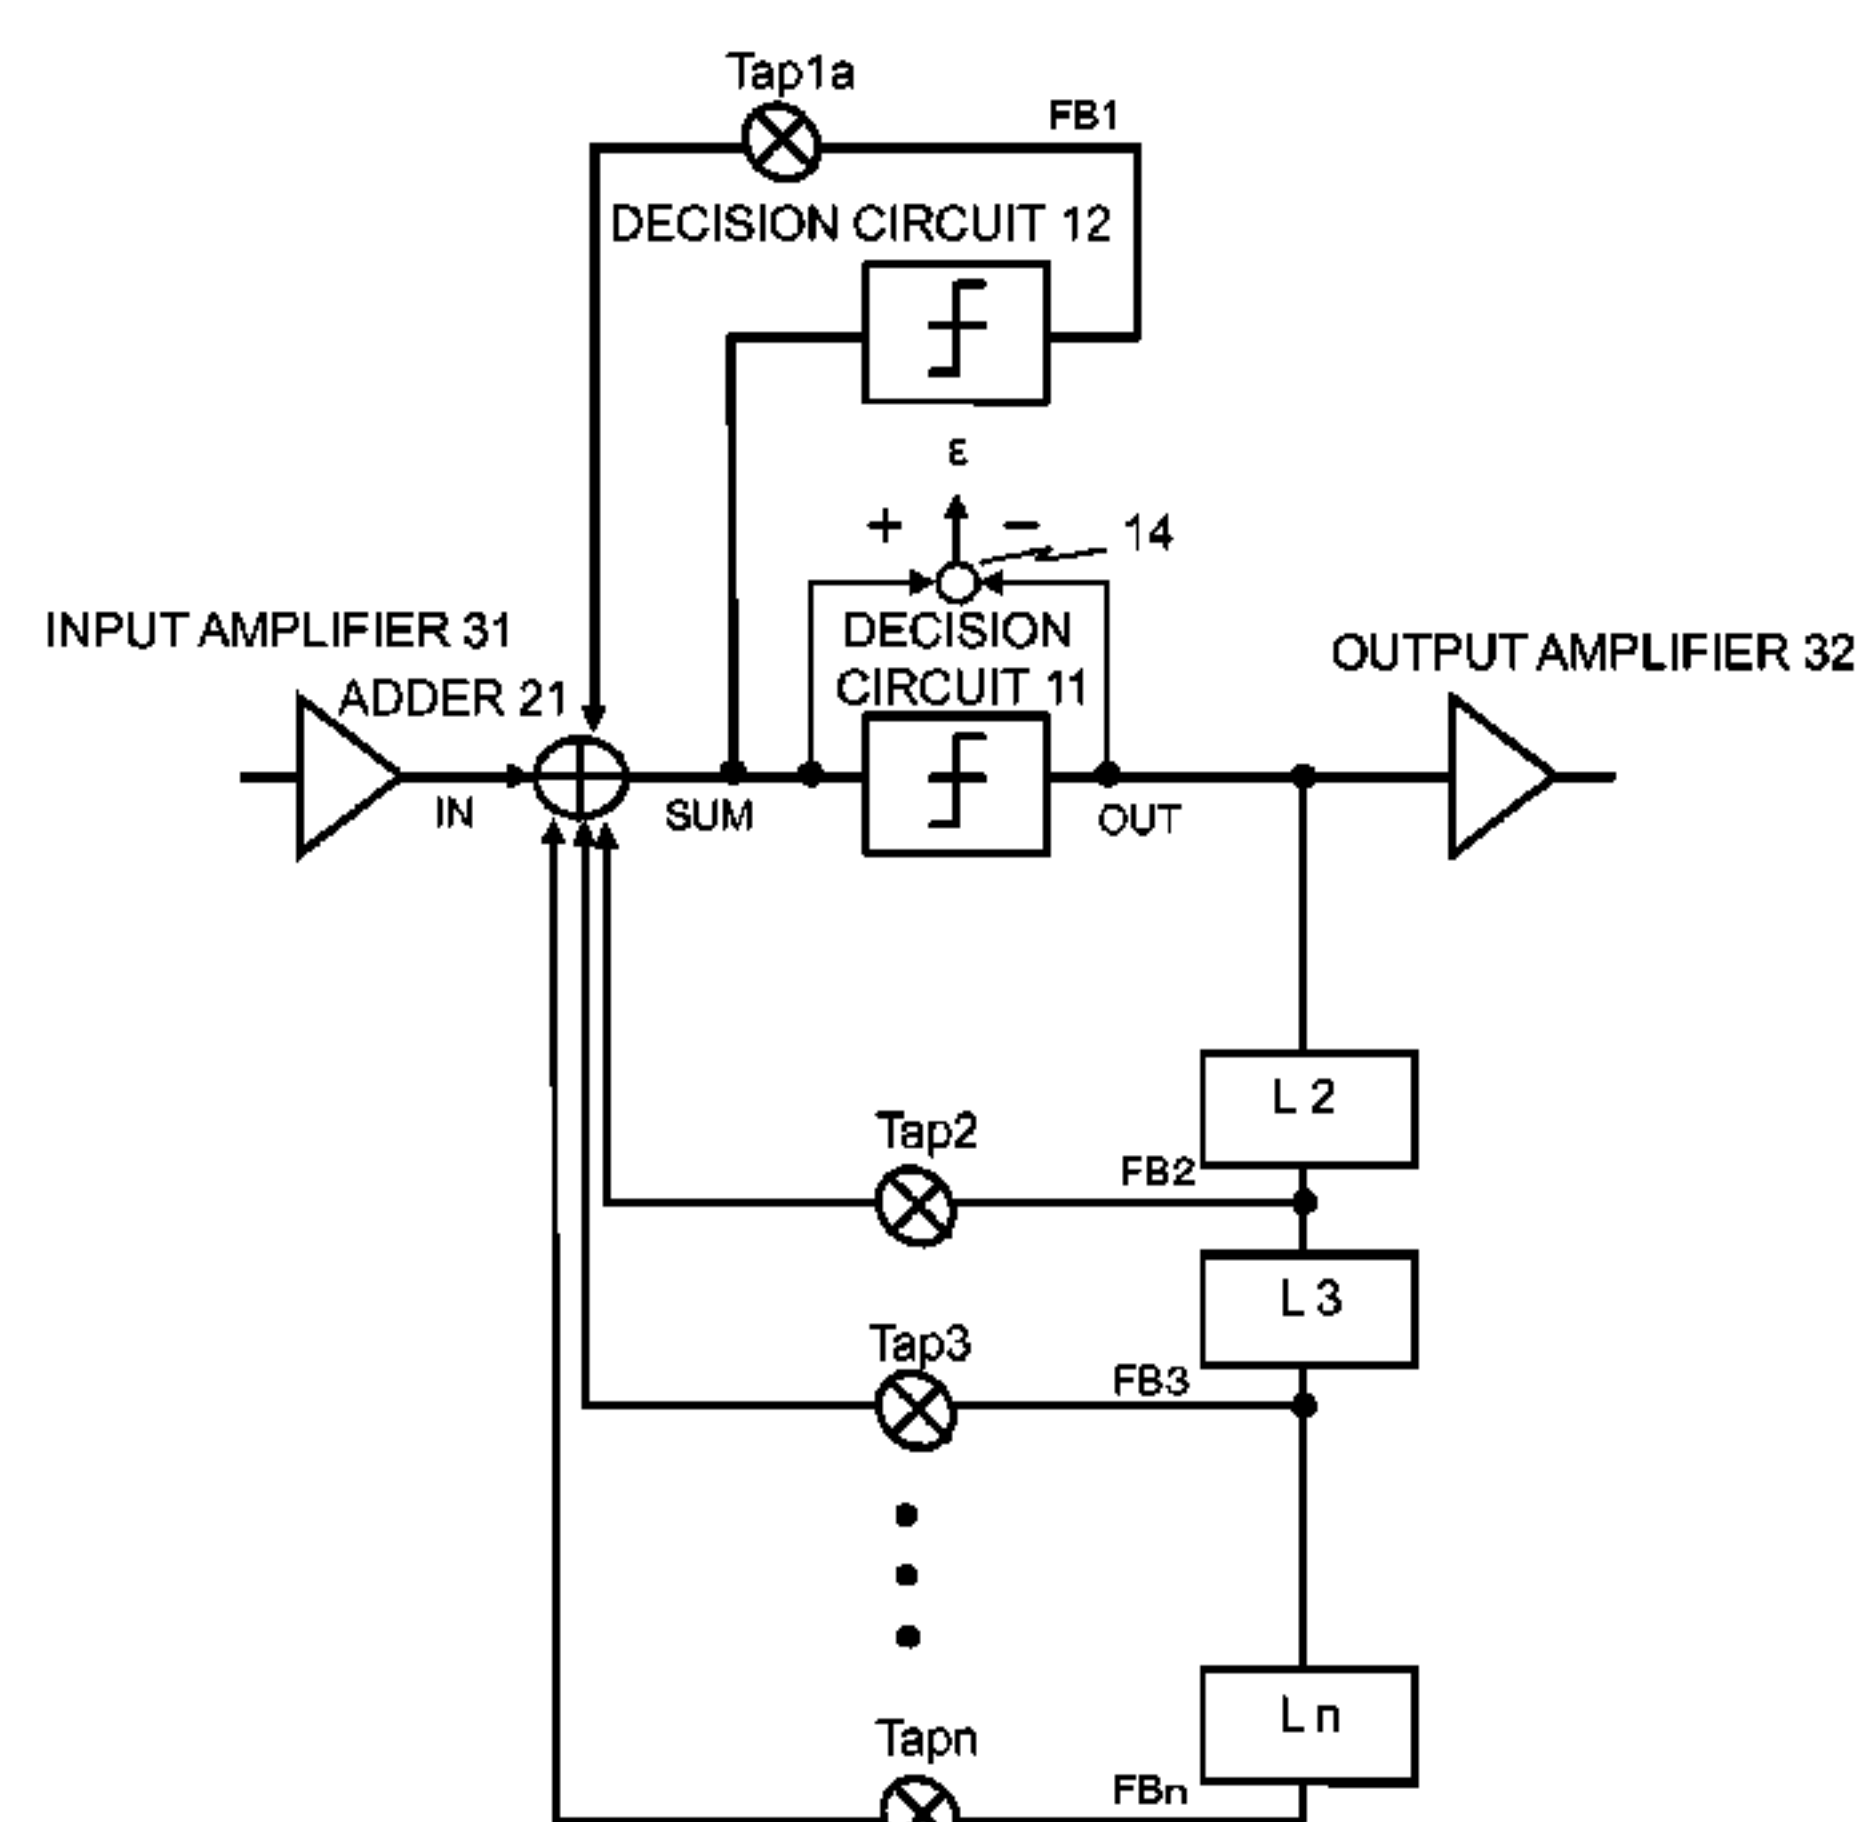 Tap1a
FB1
DECISION CIRCUIT 12
ε
+ −
14
INPUT AMPLIFIER 31
DECISION
CIRCUIT 11
OUTPUT AMPLIFIER 32
ADDER 21
IN
SUM
OUT
L 2
Tap2
FB2
L 3
Tap3
FB3
L n
Tapn
FBn